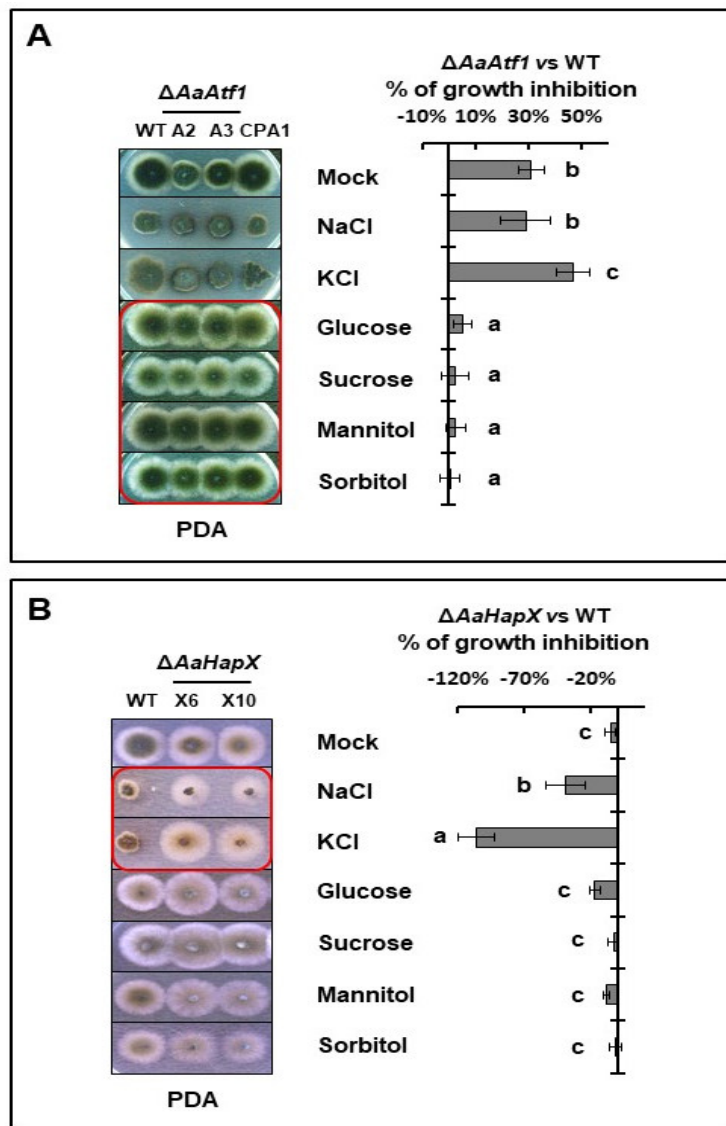 A
ΔAaAtf1 vs WT
% of growth inhibition
-10% 10% 30% 50%
ΔAaAtf1
WT A2 A3 CPA1
Mock b
NaCl b
KCl c
Glucose a
Sucrose a
Mannitol a
Sorbitol a
PDA
B
ΔAaHapX vs WT
% of growth inhibition
-120% -70% -20%
ΔAaHapX
WT X6 X10
Mock c
NaCl b
KCl a
Glucose c
Sucrose c
Mannitol c
Sorbitol c
PDA